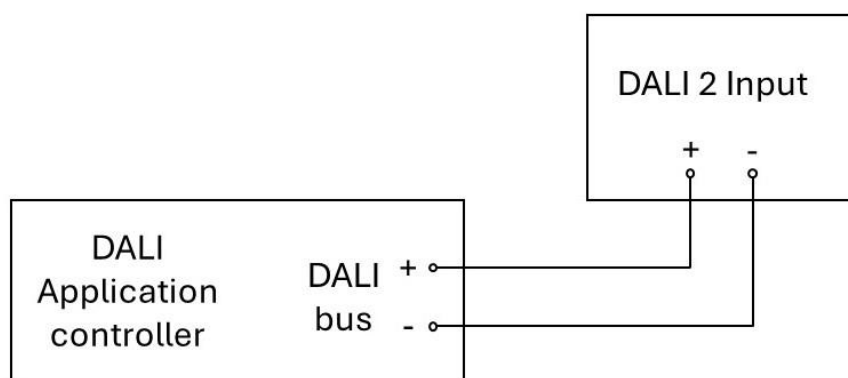 DALI 2 Input
+ -
DALI
Application
controller
DALI
bus
+
-